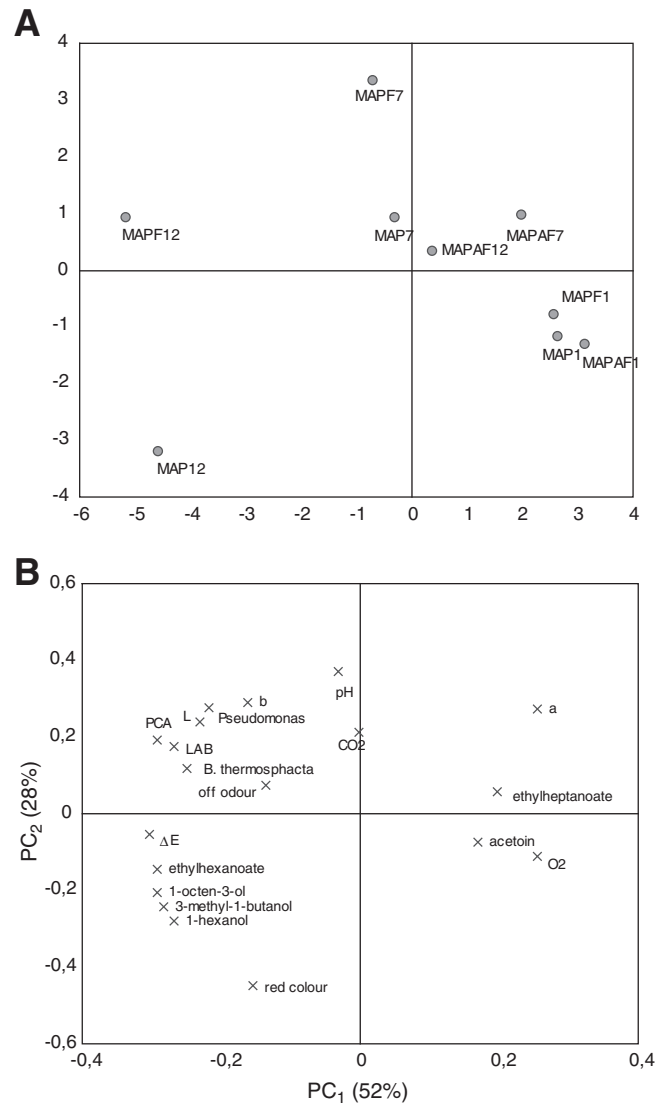 A
4
3
2
1
0
-1
-2
-3
-4
-6 -5 -4 -3 -2 -1 0 1 2 3 4
MAPF7
MAPF12
MAP7
MAPAF12
MAPAF7
MAPF1
MAP1
MAPAF1
MAP12
B
0,6
0,4
0,2
0
-0,2
-0,4
-0,6
-0,4 -0,2 0 0,2 0,4
PC2 (28%)
PC1 (52%)
pH
b
L
Pseudomonas
a
PCA
LAB
CO2
B. thermosphacta
off odour
ethylheptanoate
ΔE
acetoin
O2
ethylhexanoate
1-octen-3-ol
3-methyl-1-butanol
1-hexanol
red colour